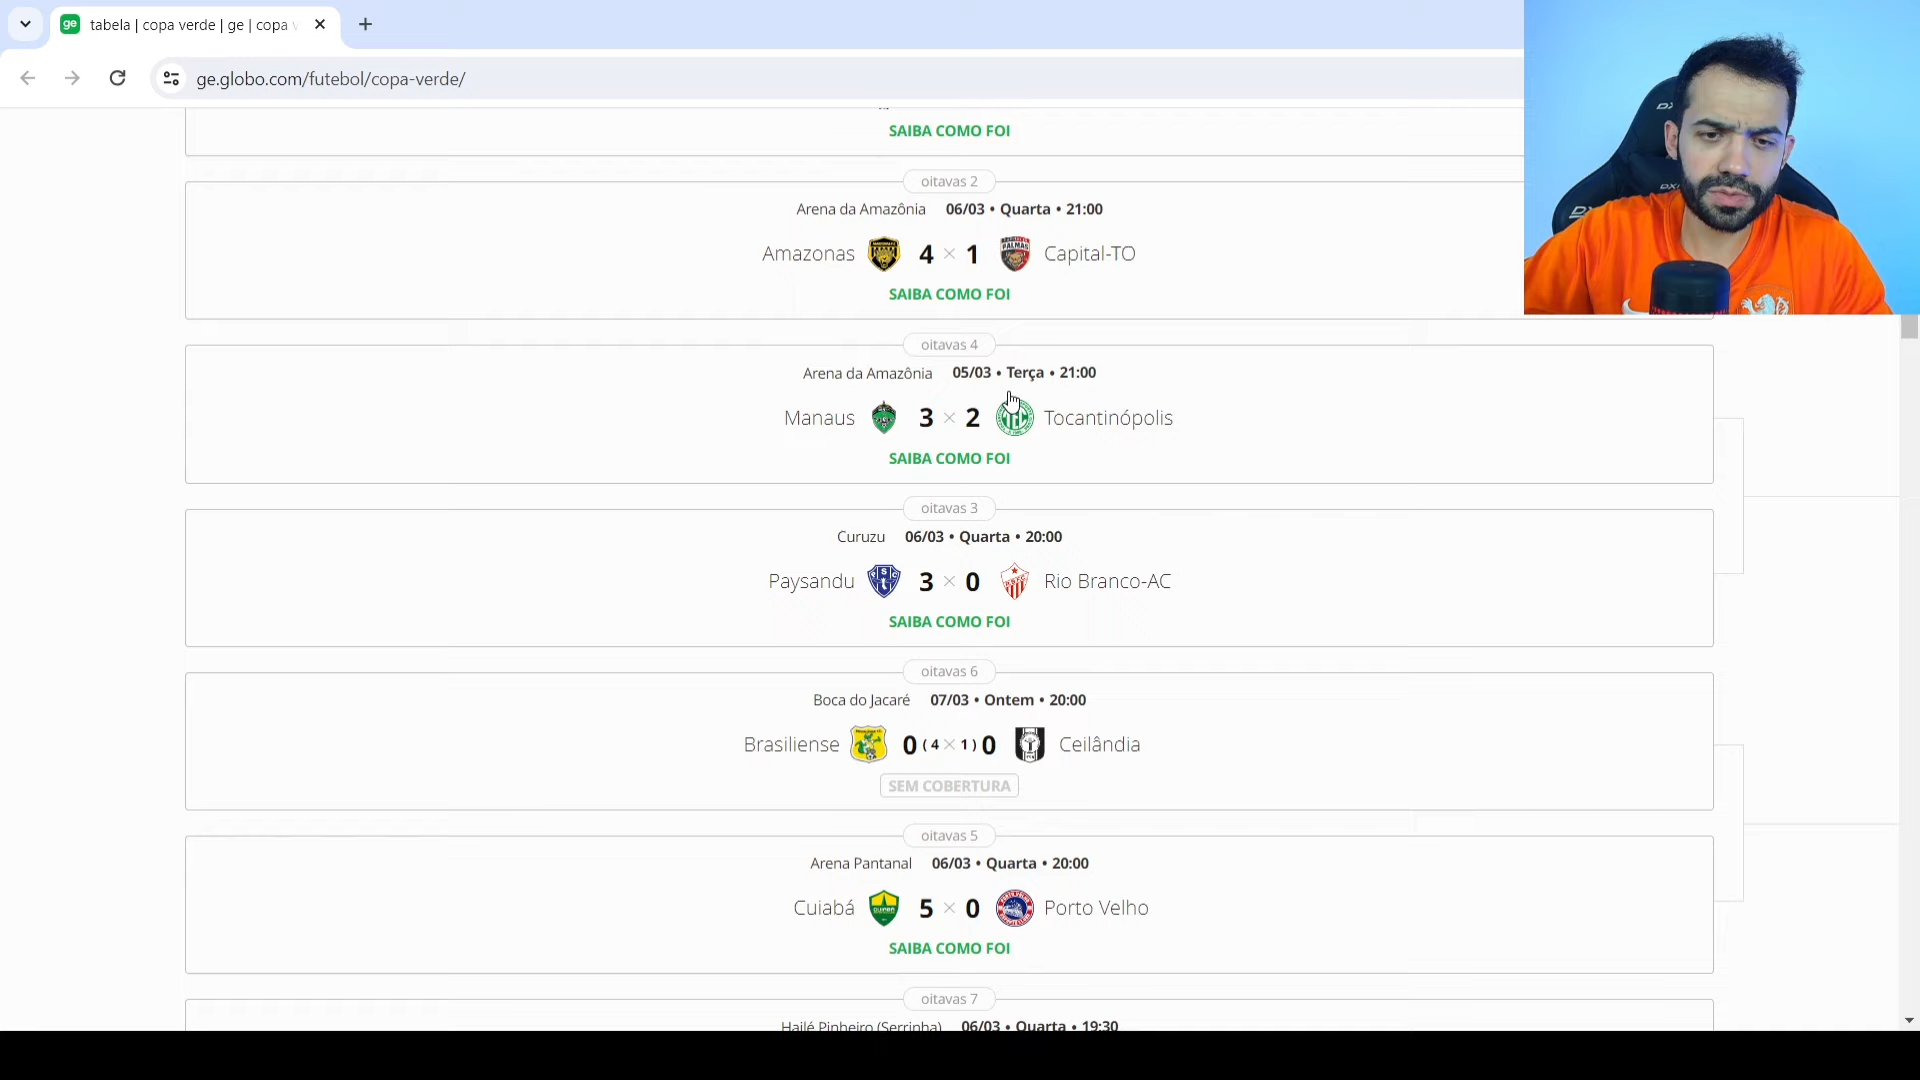 tabela | copa verde | ge | copa v
ge.globo.com/futebol/copa-verde/
SAIBA COMO FOI
oitavas 2
Arena da Amazônia 06/03 • Quarta • 21:00
Amazonas 4 × 1 Capital-TO
SAIBA COMO FOI
oitavas 4
Arena da Amazônia 05/03 • Terça • 21:00
Manaus 3 × 2 Tocantinópolis
SAIBA COMO FOI
oitavas 3
Curuzu 06/03 • Quarta • 20:00
Paysandu 3 × 0 Rio Branco-AC
SAIBA COMO FOI
oitavas 6
Boca do Jacaré 07/03 • Ontem • 20:00
Brasiliense 0 ( 4 × 1 ) 0 Ceilândia
SEM COBERTURA
oitavas 5
Arena Pantanal 06/03 • Quarta • 20:00
Cuiabá 5 × 0 Porto Velho
SAIBA COMO FOI
oitavas 7
Hailé Pinheiro (Serrinha) 06/03 • Quarta • 19:30